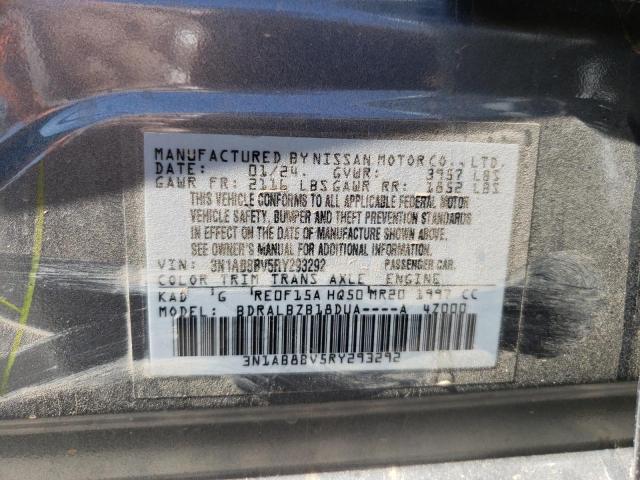 MANUFACTURED BY NISSAN MOTOR CO., LTD.
DATE: 01/24. GVWR: 3957 LBS
GAWR FR: 2116 LBS GAWR RR: 1852 LBS
THIS VEHICLE CONFORMS TO ALL APPLICABLE FEDERAL MOTOR
VEHICLE SAFETY, BUMPER AND THEFT PREVENTION STANDARDS
IN EFFECT ON THE DATE OF MANUFACTURE SHOWN ABOVE.
SEE OWNER'S MANUAL FOR ADDITIONAL INFORMATION.
VIN: 3N1AB8BV5RY293292 PASSENGER CAR.
COLOR TRIM TRANS AXLE ENGINE
KAD G RE0F15A HQ50 MR20 1997 CC
MODEL: BDRALBZB18DUA----A 4Z000
3N1AB8BV5RY293292